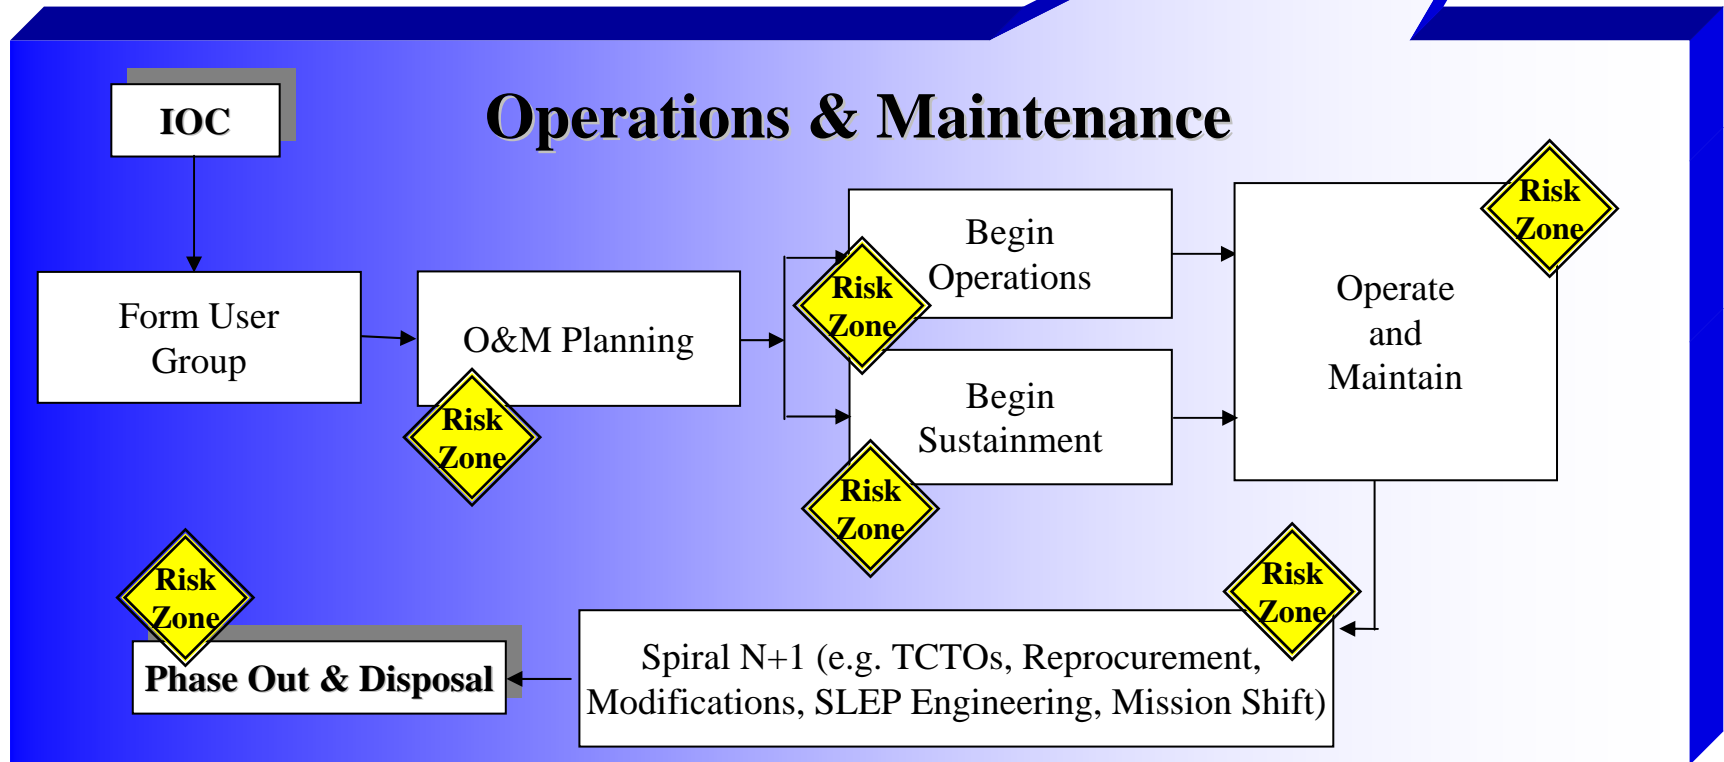 Operations & Maintenance
IOC
Form User
Group
O&M Planning
Risk
Zone
Begin
Operations
Risk
Zone
Begin
Sustainment
Risk
Zone
Operate
and
Maintain
Risk
Zone
Spiral N+1 (e.g. TCTOs, Reprocurement,
Modifications, SLEP Engineering, Mission Shift)
Risk
Zone
Phase Out & Disposal
Risk
Zone